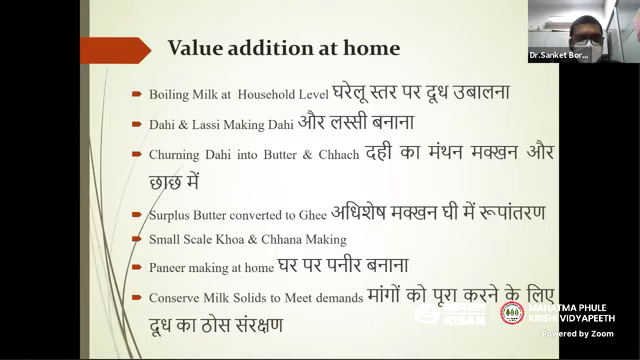 Value addition at home
Dr.Sanket Bor...
Boiling Milk at Household Level घरेलू स्तर पर दूध उबालना
Dahi & Lassi Making Dahi और लस्सी बनाना
Churning Dahi into Butter & Chhach दही का मंथन मक्खन और
छाछ में
Surplus Butter converted to Ghee अधिशेष मक्खन घी में रूपांतरण
Small Scale Khoa & Chhana Making
Paneer making at home घर पर पनीर बनाना
Conserve Milk Solids to Meet demands मांगों को पूरा करने के लिए
दूध का ठोस संरक्षण
KISAN
MAHATMA PHULE
KRISHI VIDYAPEETH
Powered by Zoom